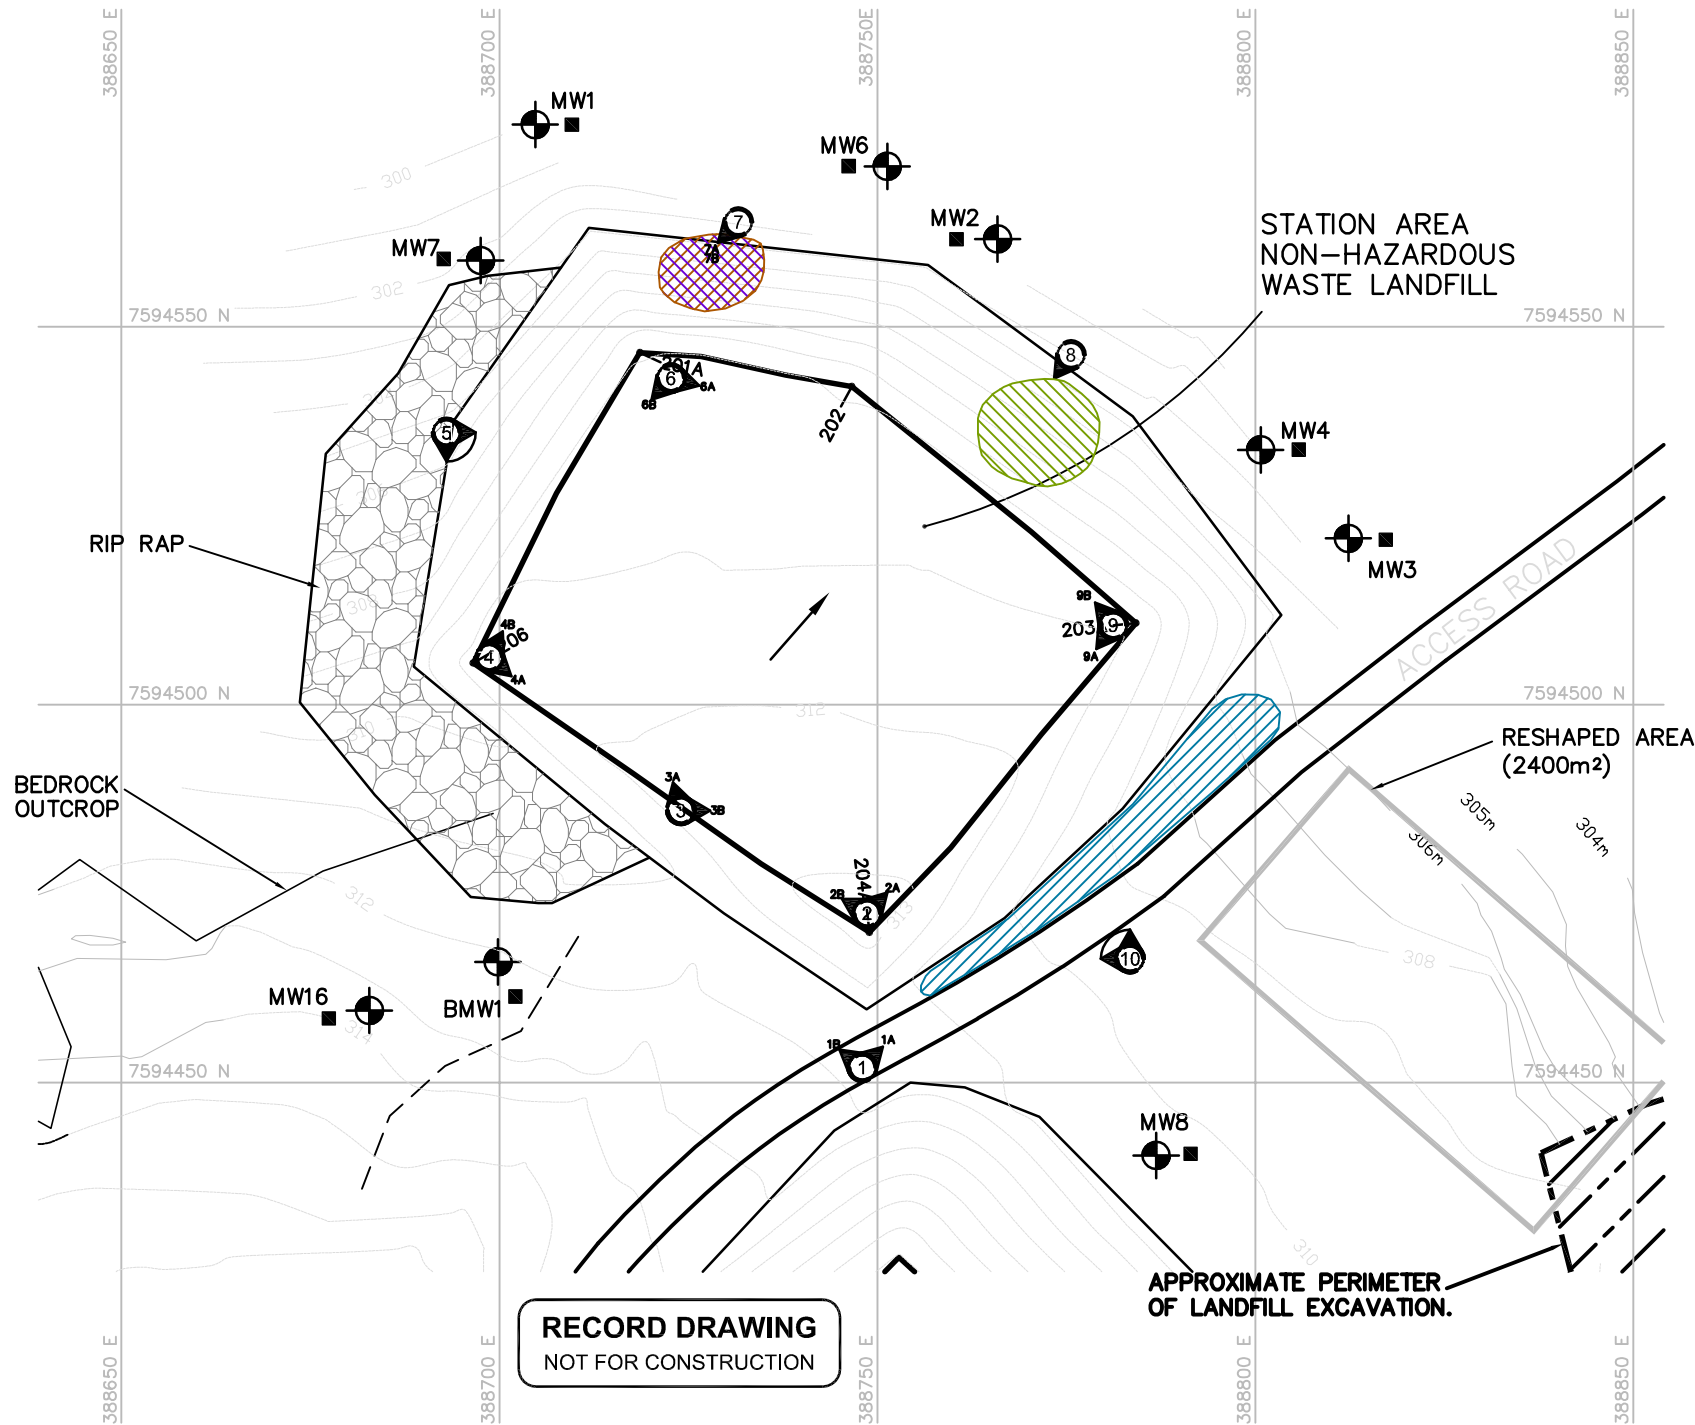 388650 E
388700 E
388750E
388800 E
388850 E
MW1
MW6
MW2
STATION AREA
NON-HAZARDOUS
WASTE LANDFILL
MW7
300
302
7
7A
7B
7594550 N
7594550 N
8
201A
6
6A
6B
202
5
MW4
MW3
RIP RAP
ACCESS ROAD
308
4B
206
4
4A
9B
203
9
9A
7594500 N
7594500 N
312
310
RESHAPED AREA
(2400m²)
BEDROCK
OUTCROP
3A
3
3B
305m
304m
306m
312
204
2B
2A
2
313
10
308
MW16
BMW1
314
1B
1A
1
7594450 N
7594450 N
MW8
310
APPROXIMATE PERIMETER
OF LANDFILL EXCAVATION.
RECORD DRAWING
NOT FOR CONSTRUCTION
388650 E
388700 E
388750 E
388800 E
388850 E